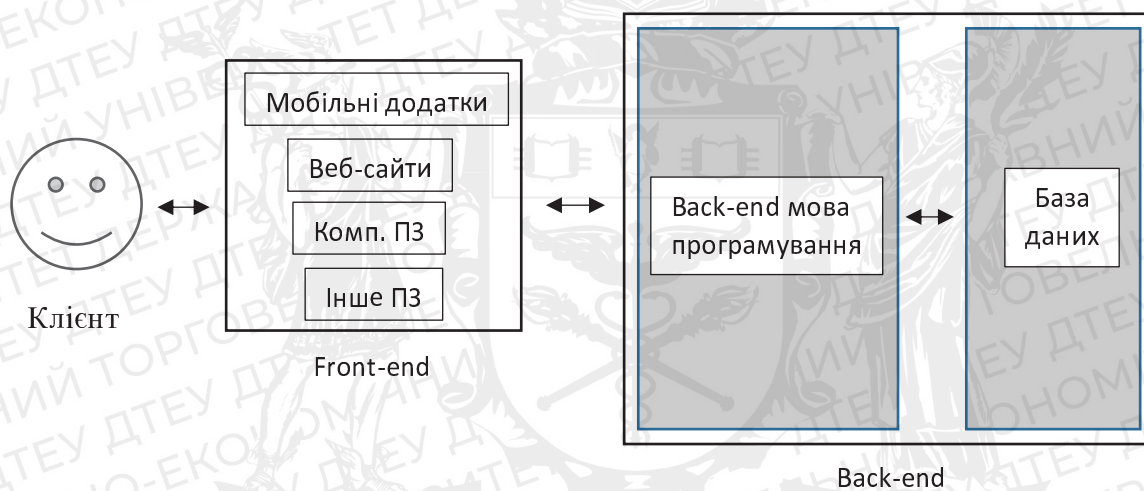 Мобільні додатки
Веб-сайти
Комп. ПЗ
Інше ПЗ
Клієнт
Front-end
Back-end мова
програмування
База
даних
Back-end